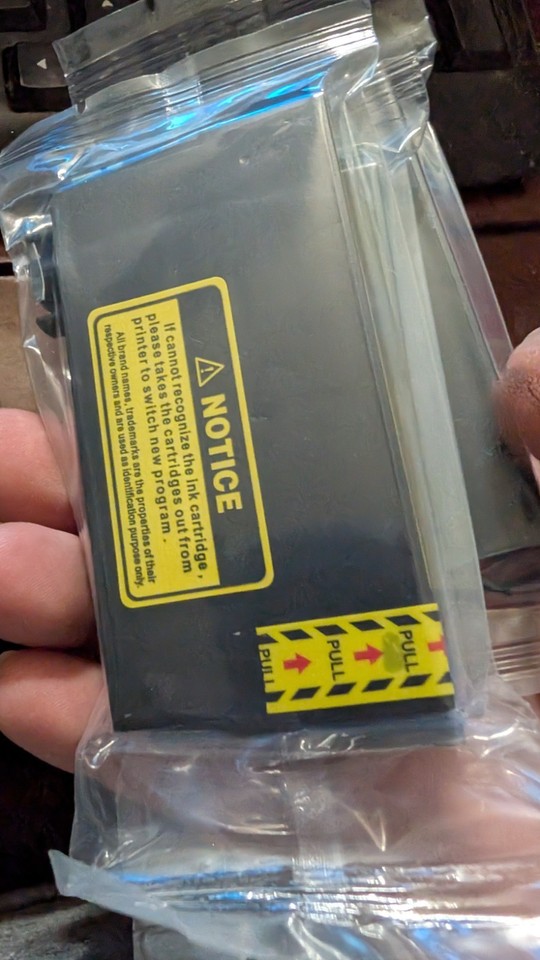 ⚠ NOTICE
If cannot recognize the ink cartridge,
please takes the cartridges out from
printer to switch new program.
All brand names, trademarks are the properties of their
respective owners and are used as identification purpose only.
PULL
PULL
PULL